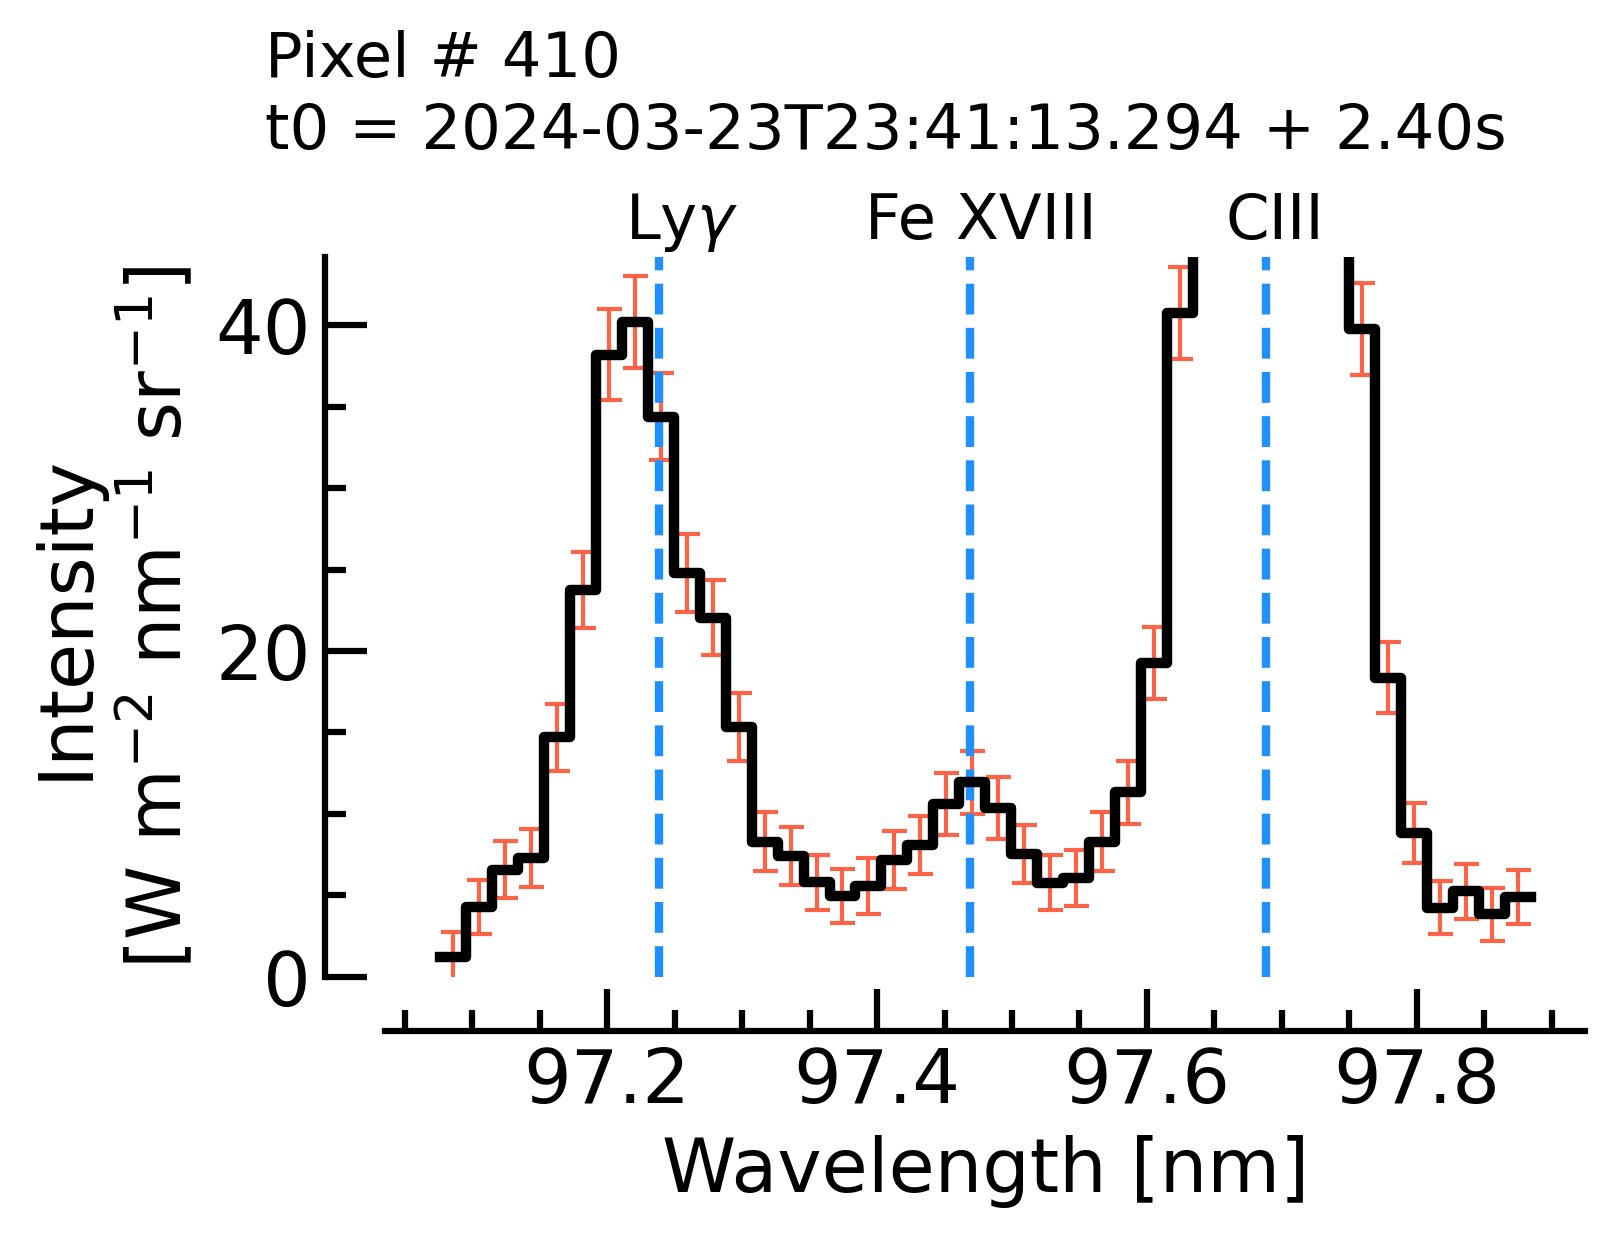 Pixel # 410
t0 = 2024-03-23T23:41:13.294 + 2.40s
Lyγ Fe XVIII CIII
Intensity
[W m⁻² nm⁻¹ sr⁻¹]
40
20
0
97.2 97.4 97.6 97.8
Wavelength [nm]